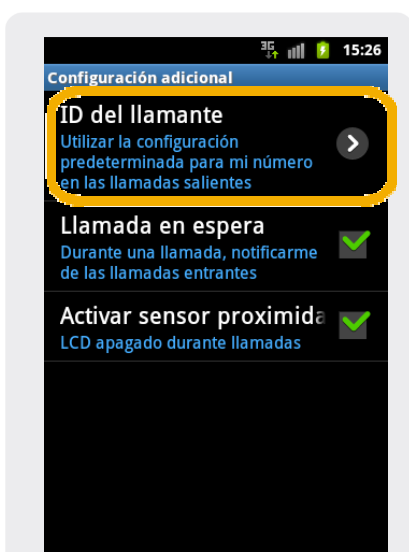 3G 15:26
Configuración adicional
ID del llamante
Utilizar la configuración
predeterminada para mi número
en las llamadas salientes
Llamada en espera
Durante una llamada, notificarme
de las llamadas entrantes
Activar sensor proximida
LCD apagado durante llamadas